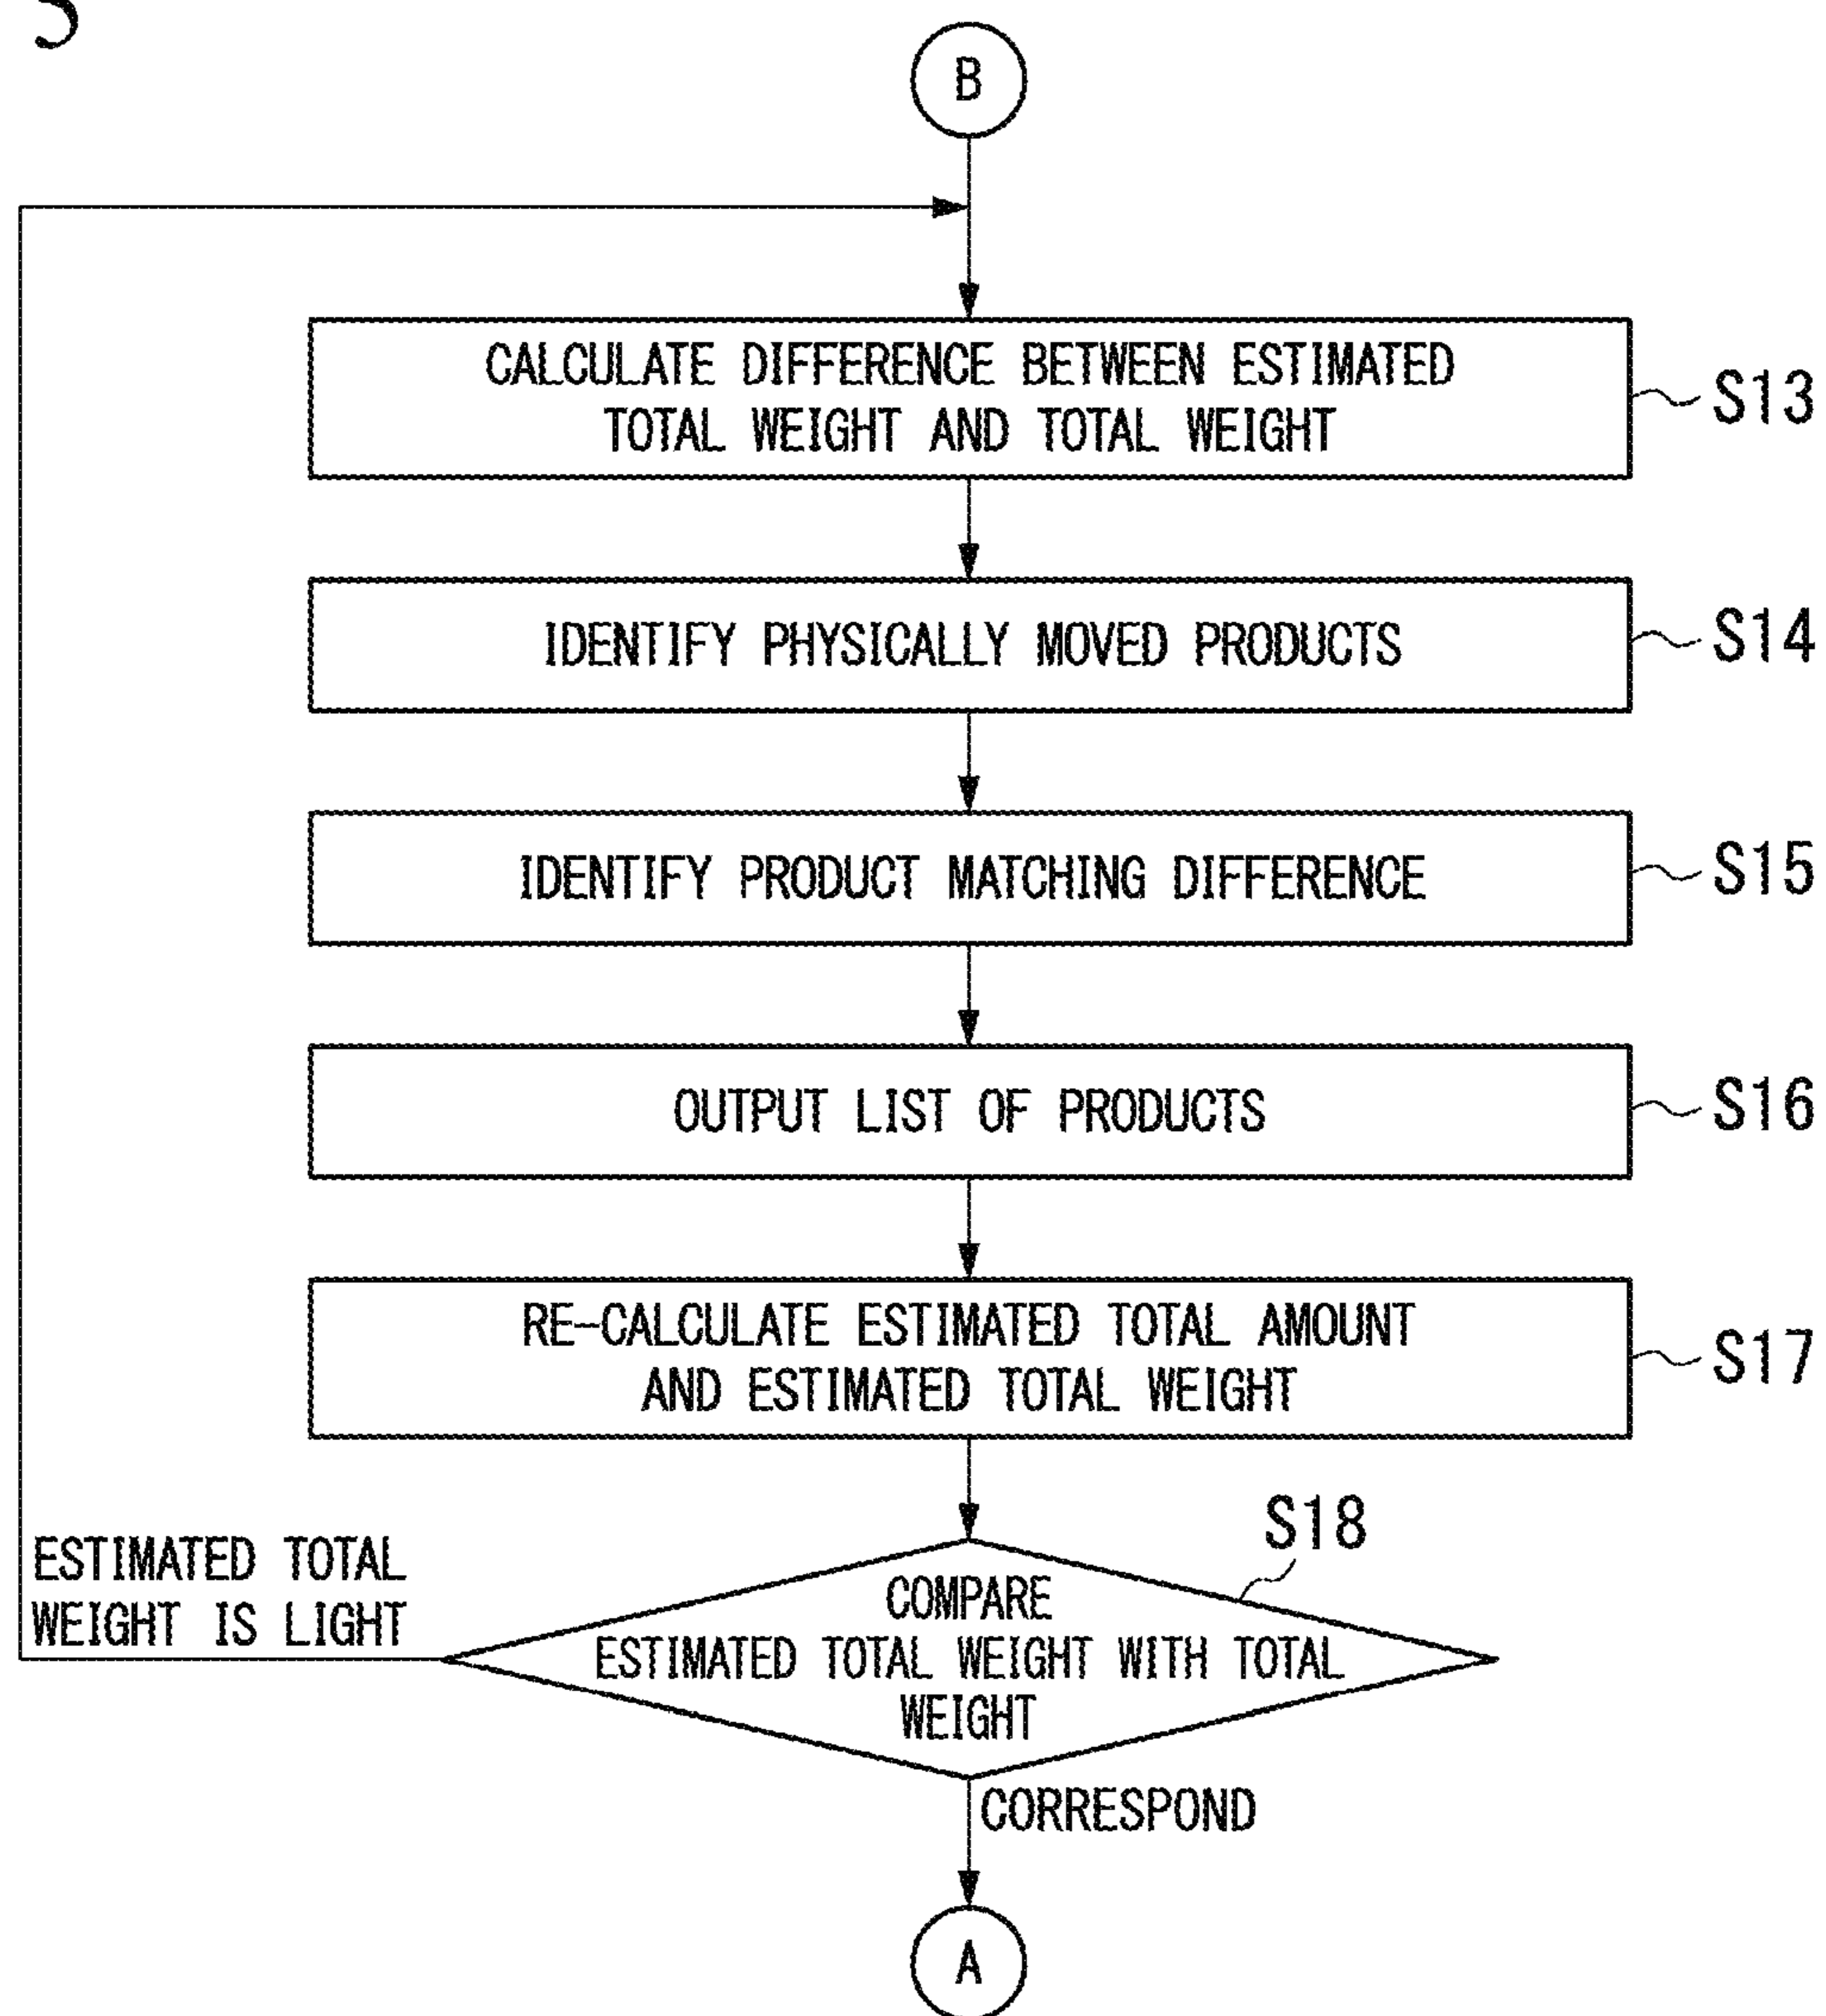 B
CALCULATE DIFFERENCE BETWEEN ESTIMATED
TOTAL WEIGHT AND TOTAL WEIGHT
S13
IDENTIFY PHYSICALLY MOVED PRODUCTS
S14
IDENTIFY PRODUCT MATCHING DIFFERENCE
S15
OUTPUT LIST OF PRODUCTS
S16
RE-CALCULATE ESTIMATED TOTAL AMOUNT
AND ESTIMATED TOTAL WEIGHT
S17
S18
ESTIMATED TOTAL
WEIGHT IS LIGHT
COMPARE
ESTIMATED TOTAL WEIGHT WITH TOTAL
WEIGHT
CORRESPOND
A